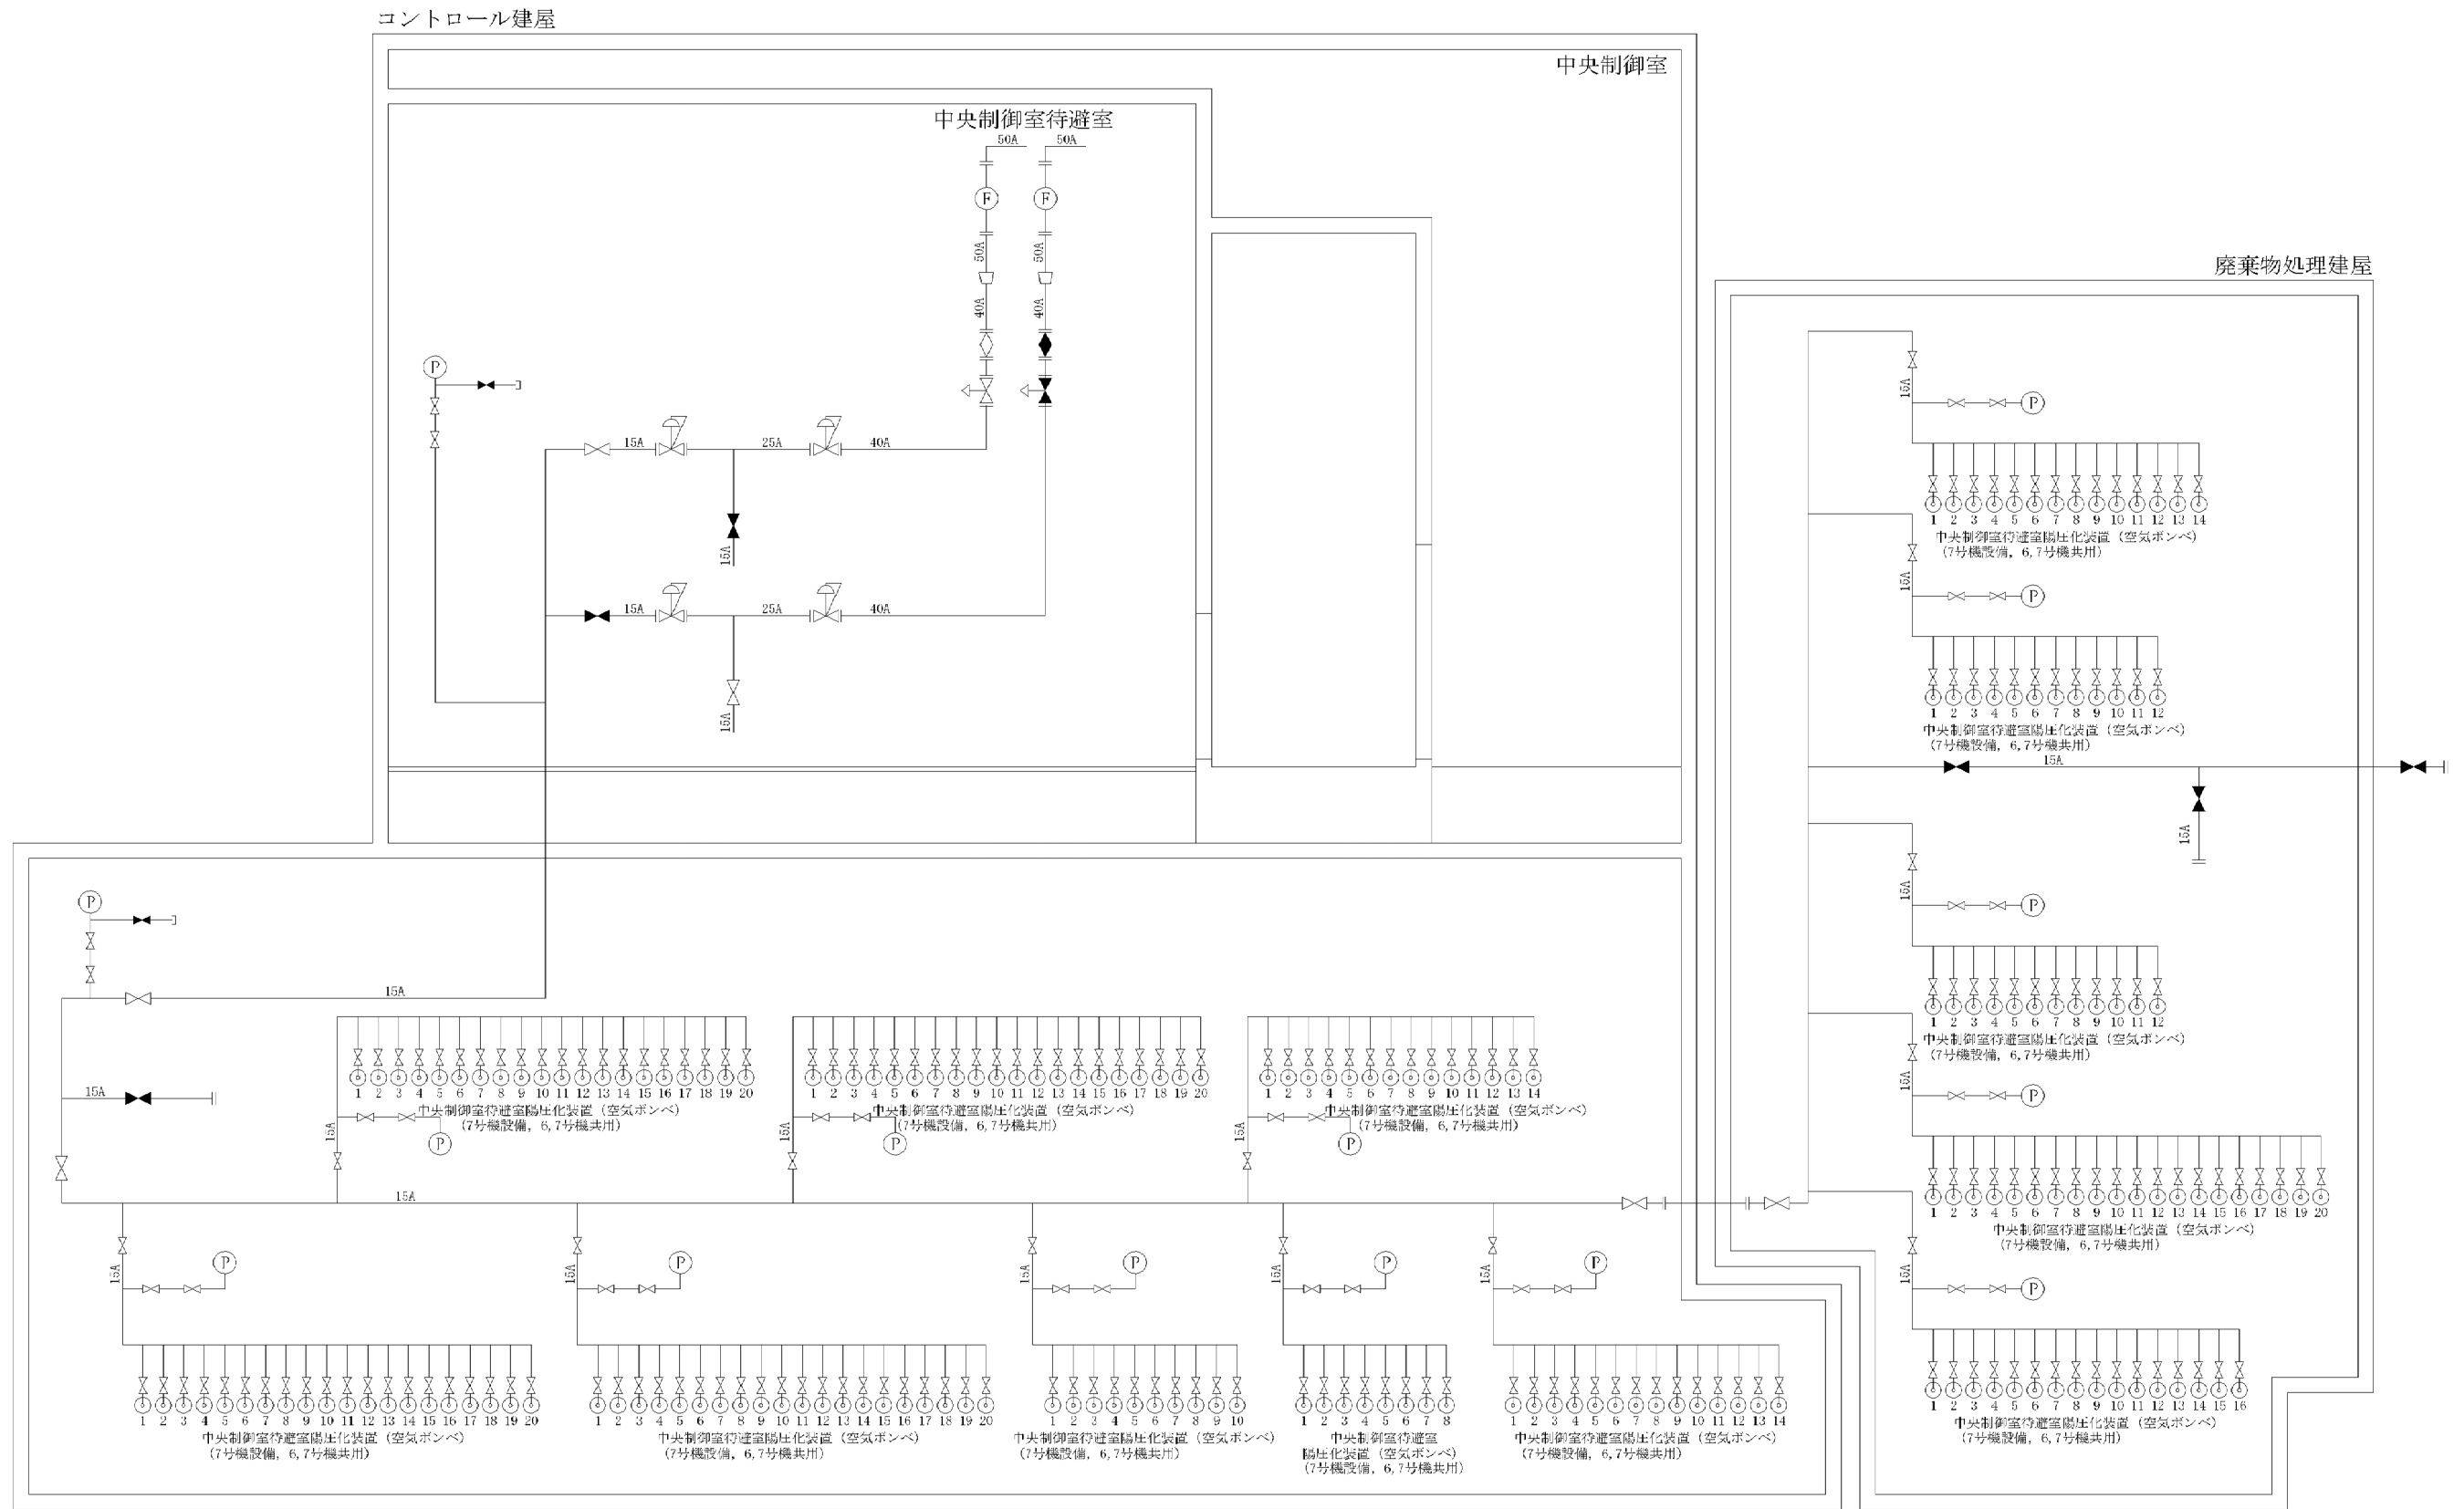 コントロール建屋
中央制御室
中央制御室待避室
50A 50A
F F
50A 50A
40A 40A
P
15A 25A 40A
15A
15A 25A 40A
15A
廃棄物処理建屋
15A
P
1 2 3 4 5 6 7 8 9 10 11 12 13 14
中央制御室待避室陽圧化装置（空気ボンベ）
（7号機設備, 6,7号機共用）
15A
P
1 2 3 4 5 6 7 8 9 10 11 12
中央制御室待避室陽圧化装置（空気ボンベ）
（7号機設備, 6,7号機共用）
15A
15A
15A
P
1 2 3 4 5 6 7 8 9 10 11 12
中央制御室待避室陽圧化装置（空気ボンベ）
（7号機設備, 6,7号機共用）
15A
P
1 2 3 4 5 6 7 8 9 10 11 12 13 14 15 16 17 18 19 20
中央制御室待避室陽圧化装置（空気ボンベ）
（7号機設備, 6,7号機共用）
15A
P
1 2 3 4 5 6 7 8 9 10 11 12 13 14 15 16
中央制御室待避室陽圧化装置（空気ボンベ）
（7号機設備, 6,7号機共用）
P
15A
15A
1 2 3 4 5 6 7 8 9 10 11 12 13 14 15 16 17 18 19 20
中央制御室待避室陽圧化装置（空気ボンベ）
（7号機設備, 6,7号機共用）
15A
P
1 2 3 4 5 6 7 8 9 10 11 12 13 14 15 16 17 18 19 20
中央制御室待避室陽圧化装置（空気ボンベ）
（7号機設備, 6,7号機共用）
15A
P
1 2 3 4 5 6 7 8 9 10 11 12 13 14
中央制御室待避室陽圧化装置（空気ボンベ）
（7号機設備, 6,7号機共用）
15A
P
15A
15A
P
1 2 3 4 5 6 7 8 9 10 11 12 13 14 15 16 17 18 19 20
中央制御室待避室陽圧化装置（空気ボンベ）
（7号機設備, 6,7号機共用）
15A
P
1 2 3 4 5 6 7 8 9 10 11 12 13 14 15 16 17 18 19 20
中央制御室待避室陽圧化装置（空気ボンベ）
（7号機設備, 6,7号機共用）
15A
P
1 2 3 4 5 6 7 8 9 10
中央制御室待避室陽圧化装置（空気ボンベ）
（7号機設備, 6,7号機共用）
15A
P
1 2 3 4 5 6 7 8
中央制御室待避室
陽圧化装置（空気ボンベ）
（7号機設備, 6,7号機共用）
15A
P
1 2 3 4 5 6 7 8 9 10 11 12 13 14
中央制御室待避室陽圧化装置（空気ボンベ）
（7号機設備, 6,7号機共用）